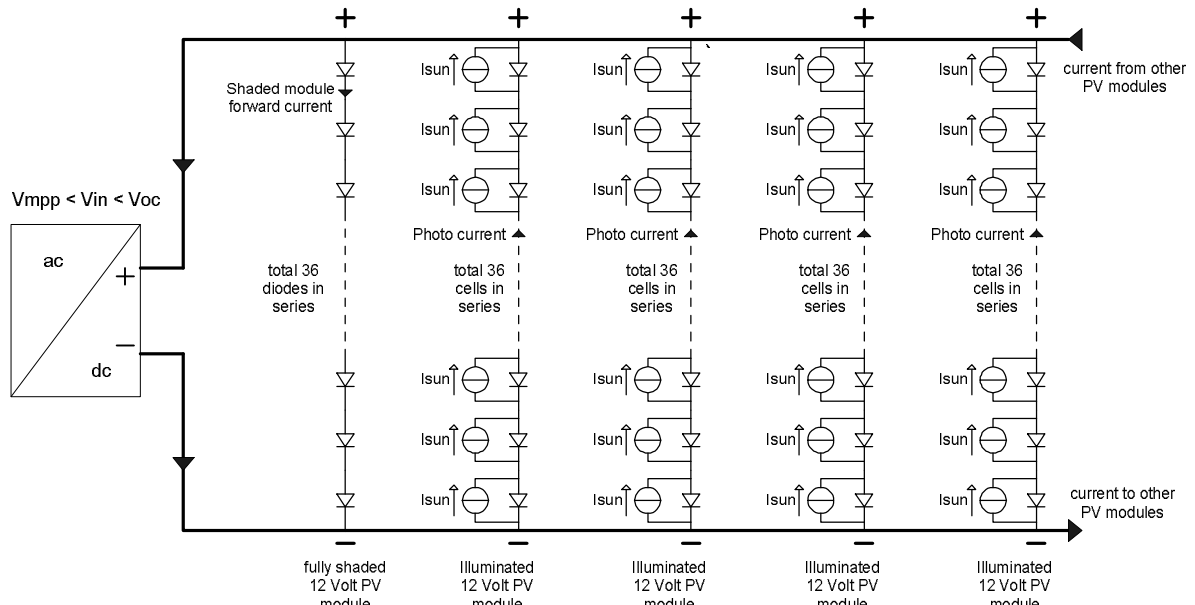 + + + + +
Isun Isun Isun Isun
current from other
PV modules
Shaded module
forward current
Isun Isun Isun Isun
Isun Isun Isun Isun
Vmpp < Vin < Voc
Photo current Photo current Photo current Photo current
ac
+
total 36
diodes in
series
total 36
cells in
series
total 36
cells in
series
total 36
cells in
series
total 36
cells in
series
−
dc
Isun Isun Isun Isun
Isun Isun Isun Isun
Isun Isun Isun Isun
current to other
PV modules
− − − − −
fully shaded
12 Volt PV
module
Illuminated
12 Volt PV
module
Illuminated
12 Volt PV
module
Illuminated
12 Volt PV
module
Illuminated
12 Volt PV
module